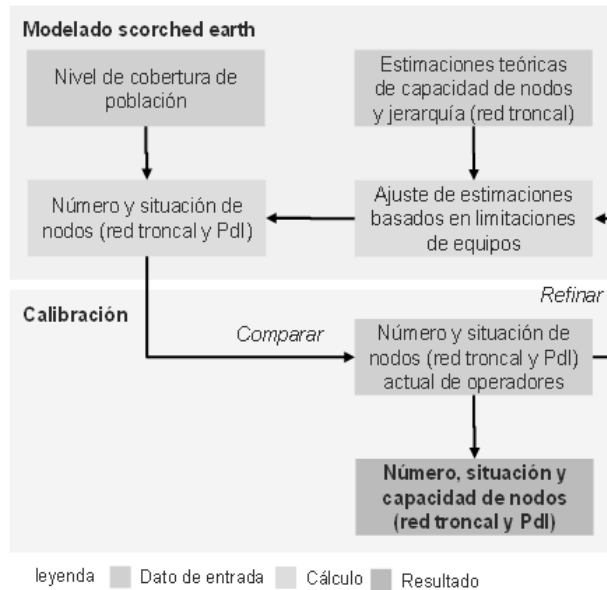 Modelado scorched earth
Nivel de cobertura de
población
Estimaciones teóricas
de capacidad de nodos
y jerarquía (red troncal)
Número y situación de
nodos (red troncal y PdI)
Ajuste de estimaciones
basados en limitaciones
de equipos
Refinar
Calibración
Comparar
Número y situación de
nodos (red troncal y PdI)
actual de operadores
Número, situación y
capacidad de nodos
(red troncal y PdI)
leyenda Dato de entrada Cálculo Resultado